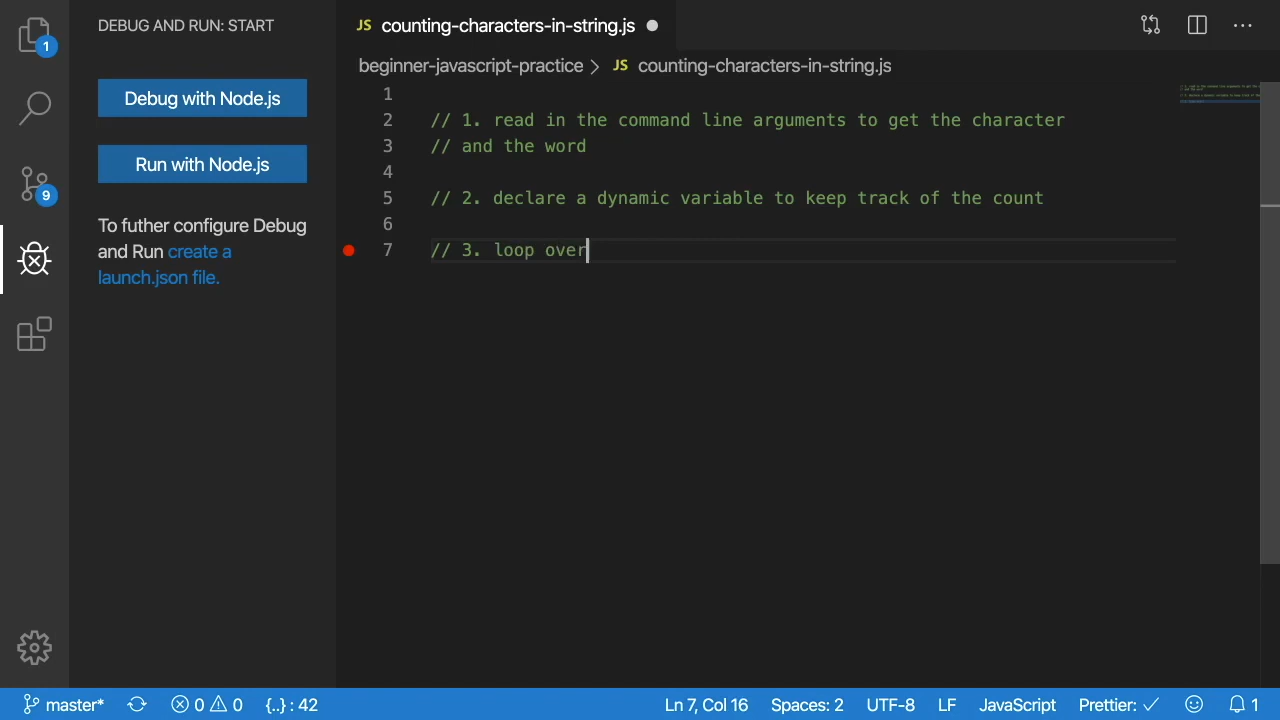 DEBUG AND RUN: START
JS counting-characters-in-string.js
1
Debug with Node.js
Run with Node.js
To futher configure Debug
and Run create a
launch.json file.
9
beginner-javascript-practice > JS counting-characters-in-string.js
1
2 // 1. read in the command line arguments to get the character
3 // and the word
4
5 // 2. declare a dynamic variable to keep track of the count
6
7 // 3. loop over
master* 0 0 {..} : 42 Ln 7, Col 16 Spaces: 2 UTF-8 LF JavaScript Prettier: ✓ 1